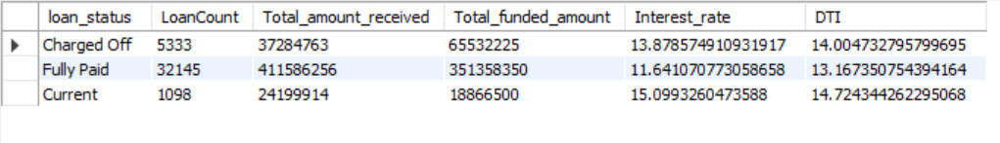 loan_status LoanCount Total_amount_received Total_funded_amount Interest_rate DTI
Charged Off 5333 37284763 65532225 13.878574910931917 14.004732795799695
Fully Paid 32145 411586256 351358350 11.641070773058658 13.167350754394164
Current 1098 24199914 18866500 15.0993260473588 14.724344262295068